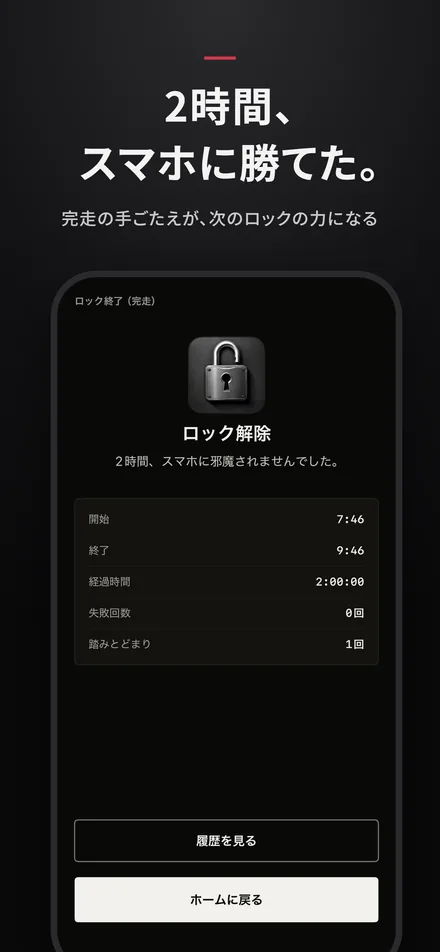 2時間、
スマホに勝てた。
完走の手ごたえが、次のロックの力になる
ロック終了（完走）
ロック解除
2時間、スマホに邪魔されませんでした。
開始 7:46
終了 9:46
経過時間 2:00:00
失敗回数 0回
踏みとどまり 1回
履歴を見る
ホームに戻る